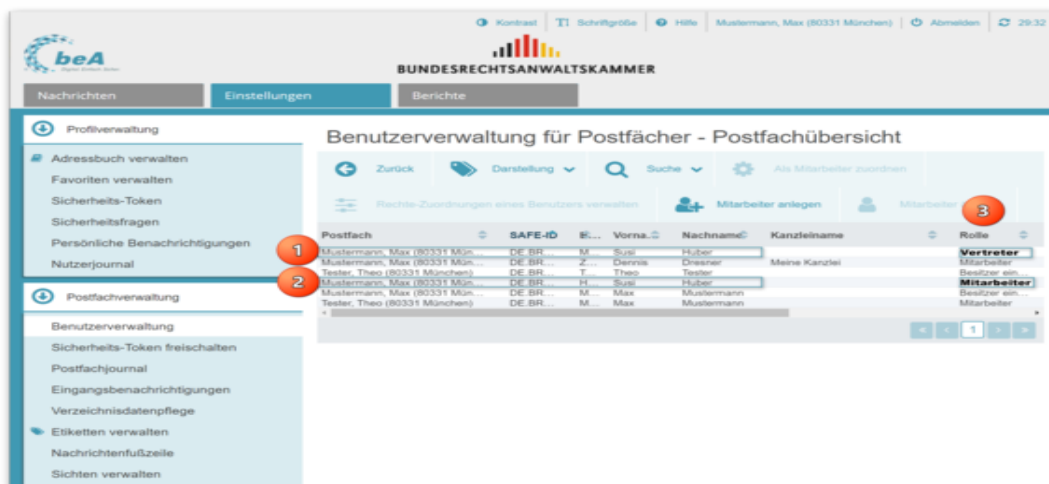 Kontrast Schriftgröße Hilfe Mustermann, Max (80331 München) Abmelden 29:32
beA
BUNDESRECHTSANWALTSKAMMER
Nachrichten Einstellungen Berichte
Profilverwaltung
Adressbuch verwalten
Favoriten verwalten
Sicherheits-Token
Sicherheitsfragen
Persönliche Benachrichtigungen
Nutzerjournal
Postfachverwaltung
Benutzerverwaltung
Sicherheits-Token freischalten
Postfachjournal
Eingangsbenachrichtigungen
Verzeichnisdatenpflege
Etiketten verwalten
Nachrichtenfußzeile
Sichten verwalten
Benutzerverwaltung für Postfächer - Postfachübersicht
Zurück Darstellung Suche Als Mitarbeiter zuordnen
Rechte-Zuordnungen eines Benutzers verwalten Mitarbeiter anlegen Mitarbeiter 3
Postfach SAFE-ID Vorna... Nachname Kanzleiname Rolle
1 Mustermann, Max (80331 Mün... DE.BR... M... Susi Huber Vertreter
Mustermann, Max (80331 Mün... DE.BR... Z... Dennis Dresner Meine Kanzlei Mitarbeiter
Tester, Theo (80331 München) DE.BR... T... Theo Tester Besitzer ein...
2 Mustermann, Max (80331 Mün... DE.BR... H... Susi Huber Mitarbeiter
Mustermann, Max (80331 Mün... DE.BR... M... Max Mustermann Besitzer ein...
Tester, Theo (80331 München) DE.BR... M... Max Mustermann Mitarbeiter
« ‹ 1 › »